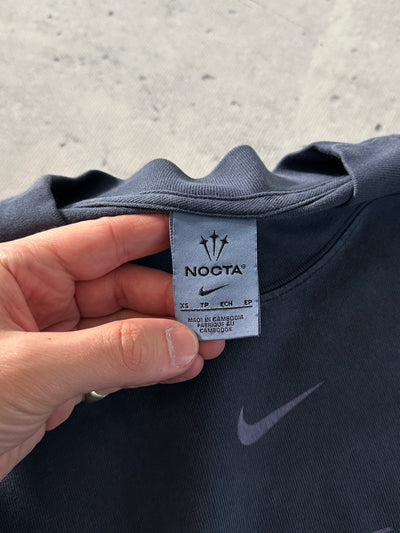 NOCTA®
XS TP ECH EP
MADE IN CAMBODIA
FABRIQUÉ AU
CAMBODGE